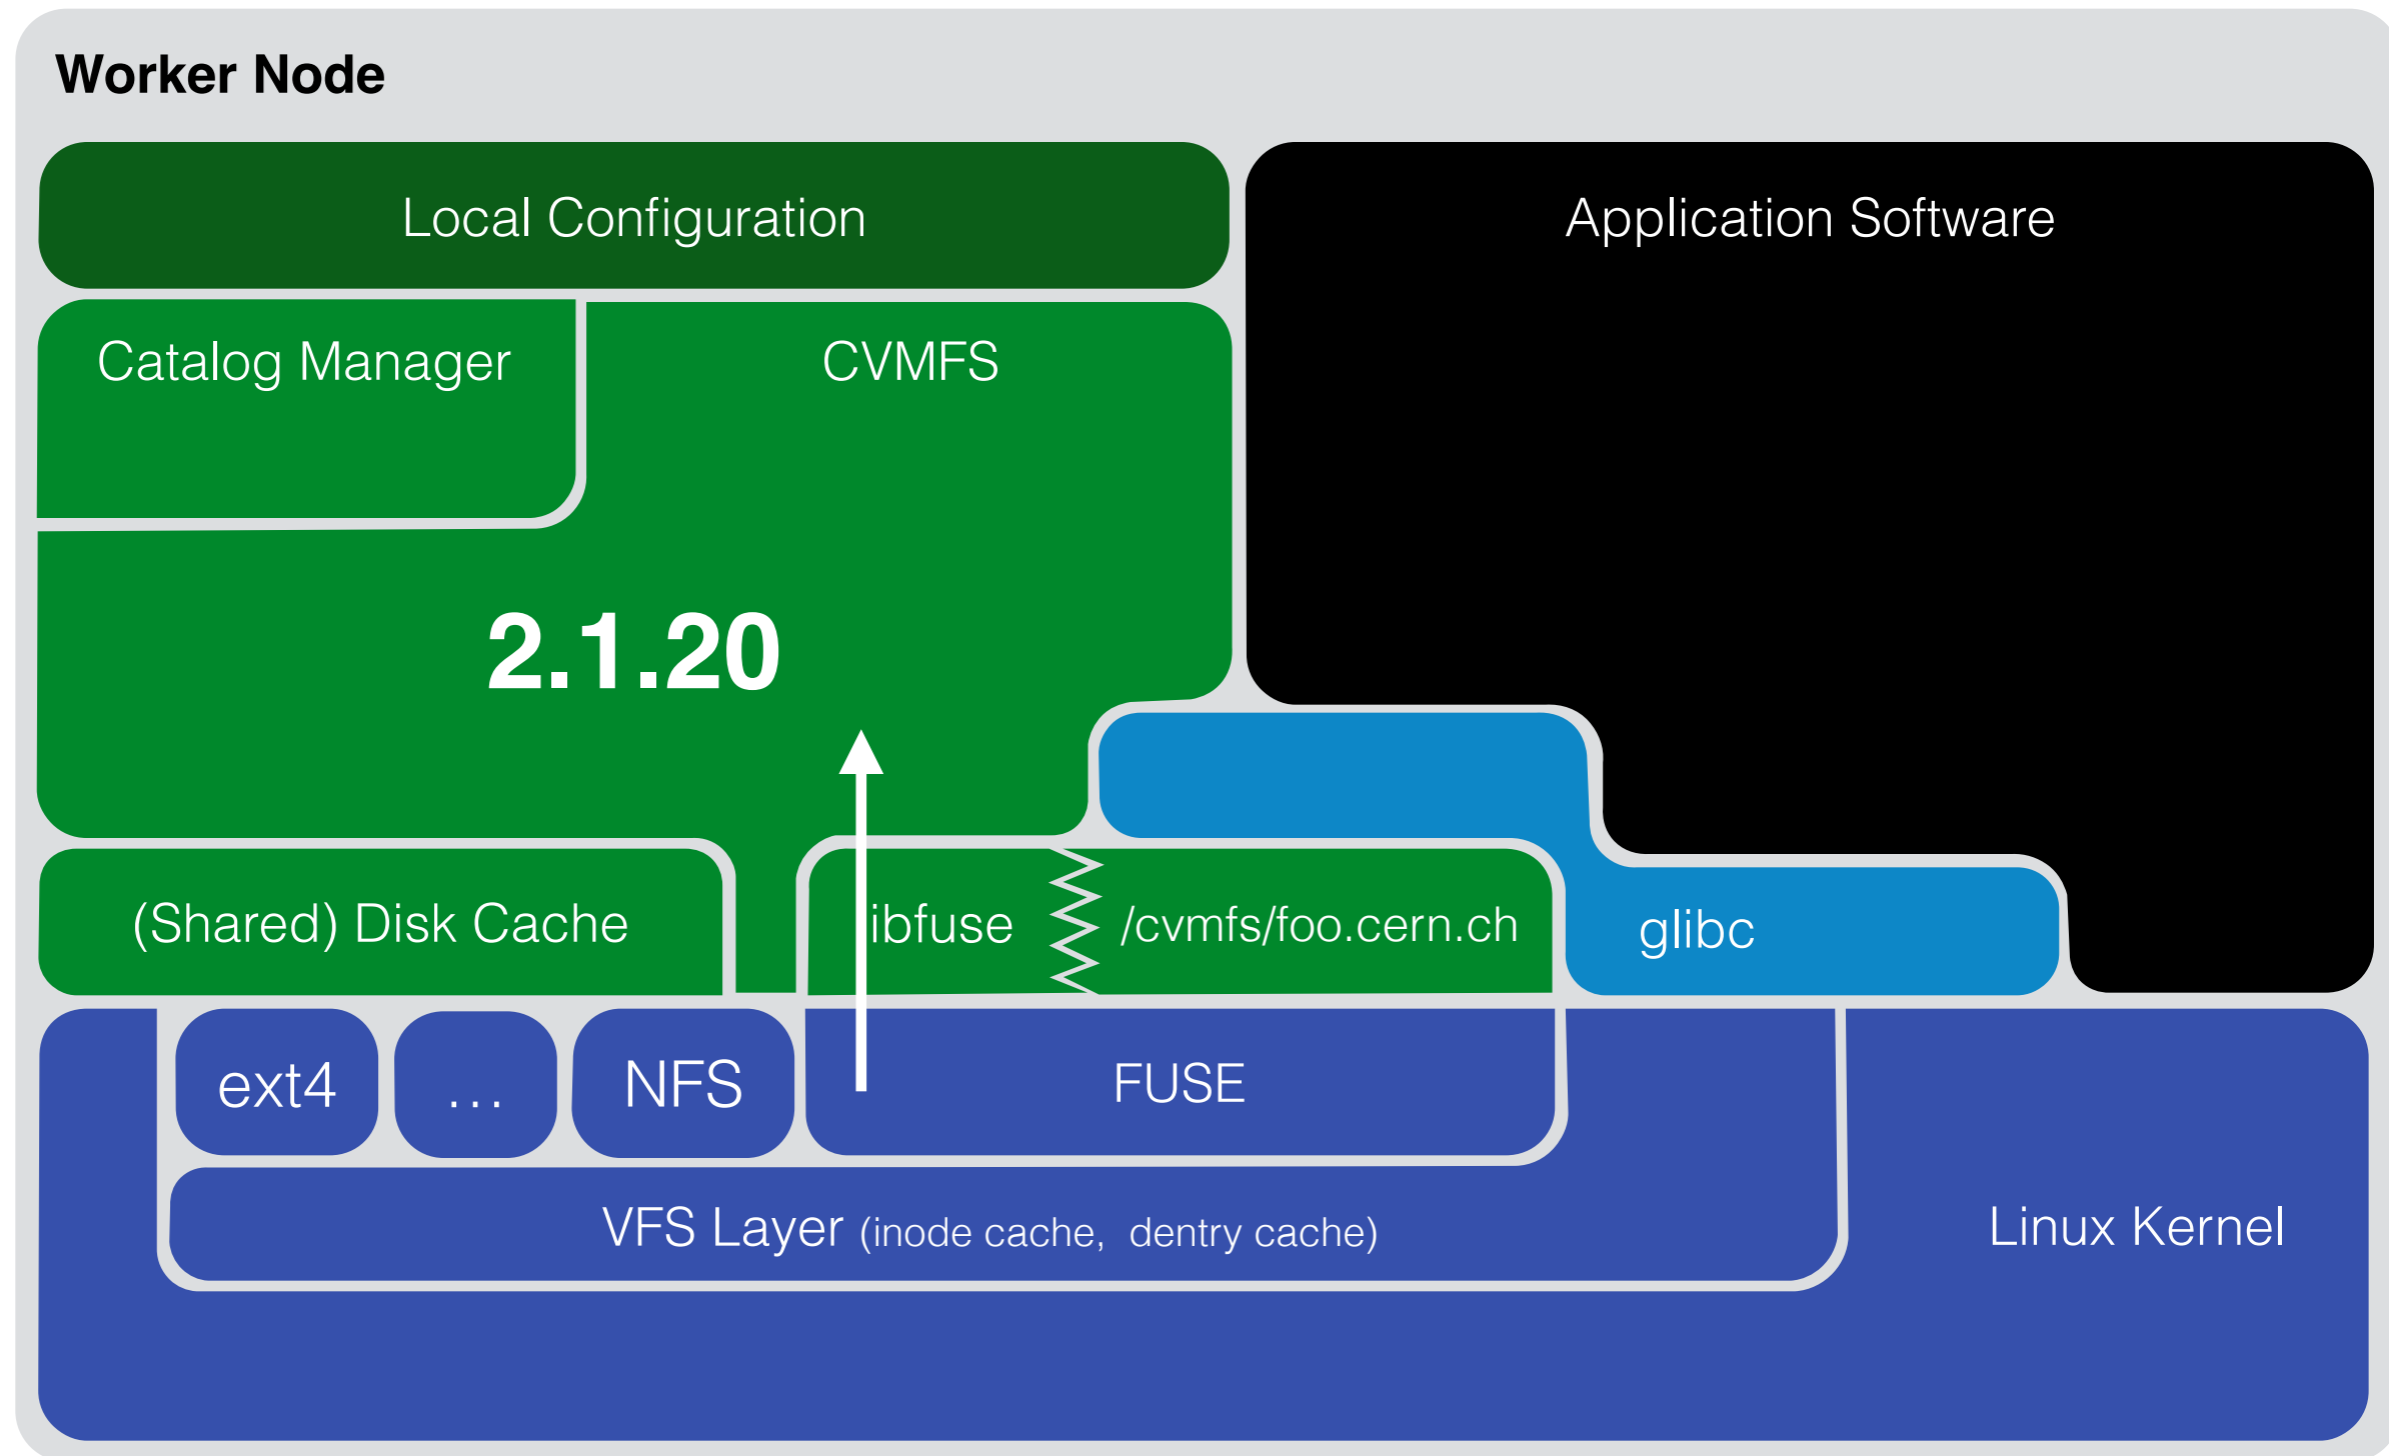 Worker Node
Local Configuration
Application Software
Catalog Manager
CVMFS
2.1.20
(Shared) Disk Cache
ibfuse
/cvmfs/foo.cern.ch
glibc
ext4
...
NFS
FUSE
VFS Layer (inode cache, dentry cache)
Linux Kernel